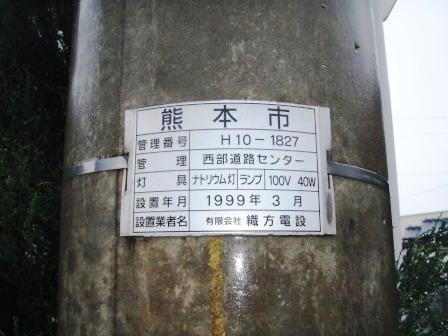 熊本市
管理番号 H10-1827
管理 西部道路センター
灯具 ナトリウム灯 ランプ 100V 40W
設置年月 1999年3月
設置業者名 有限会社 織方電設